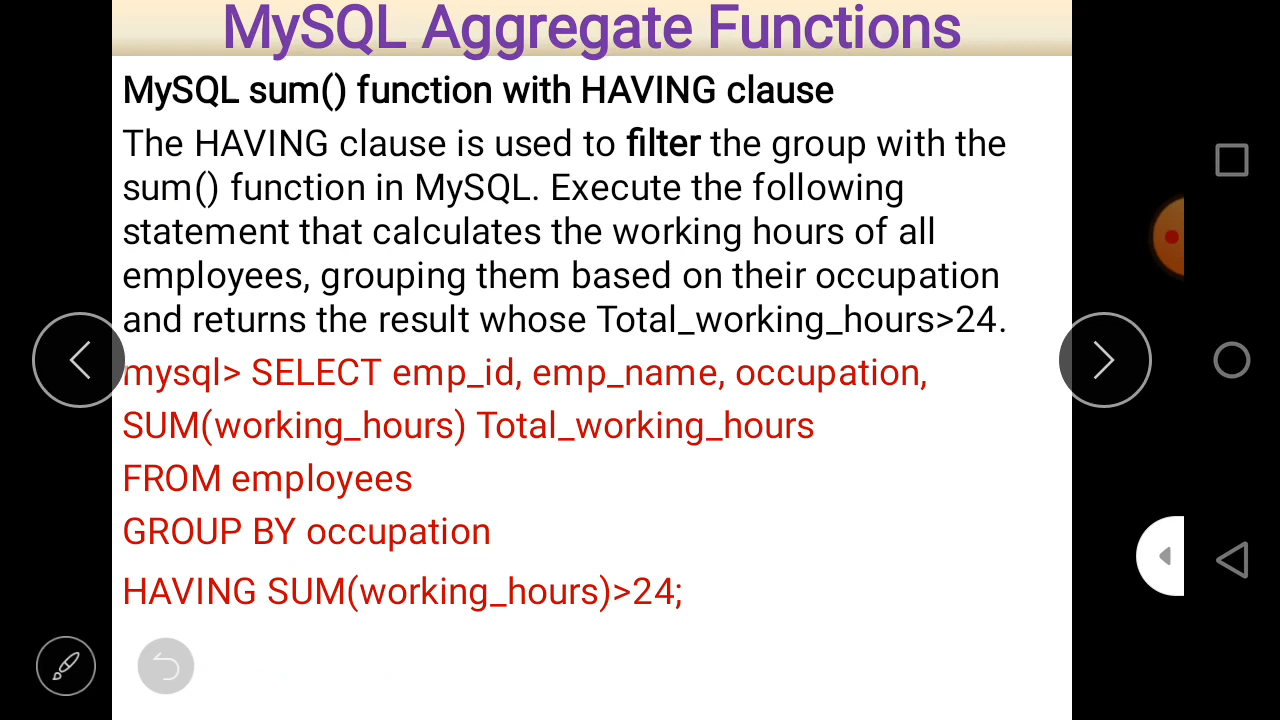 MySQL Aggregate Functions
MySQL sum() function with HAVING clause
The HAVING clause is used to filter the group with the
sum() function in MySQL. Execute the following
statement that calculates the working hours of all
employees, grouping them based on their occupation
and returns the result whose Total_working_hours>24.
mysql> SELECT emp_id, emp_name, occupation,
SUM(working_hours) Total_working_hours
FROM employees
GROUP BY occupation
HAVING SUM(working_hours)>24;